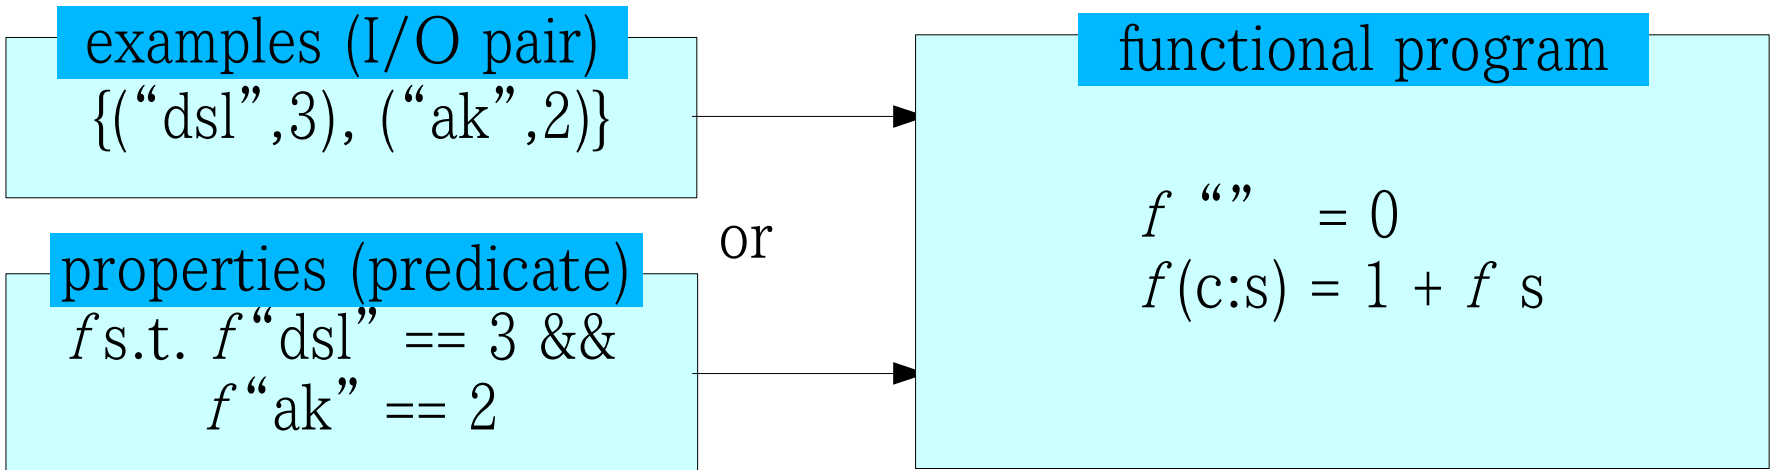 examples (I/O pair)
{(“dsl”,3), (“ak”,2)}
or
properties (predicate)
f s.t. f “dsl” == 3 &&
f “ak” == 2
functional program
f “” = 0
f (c:s) = 1 + f s